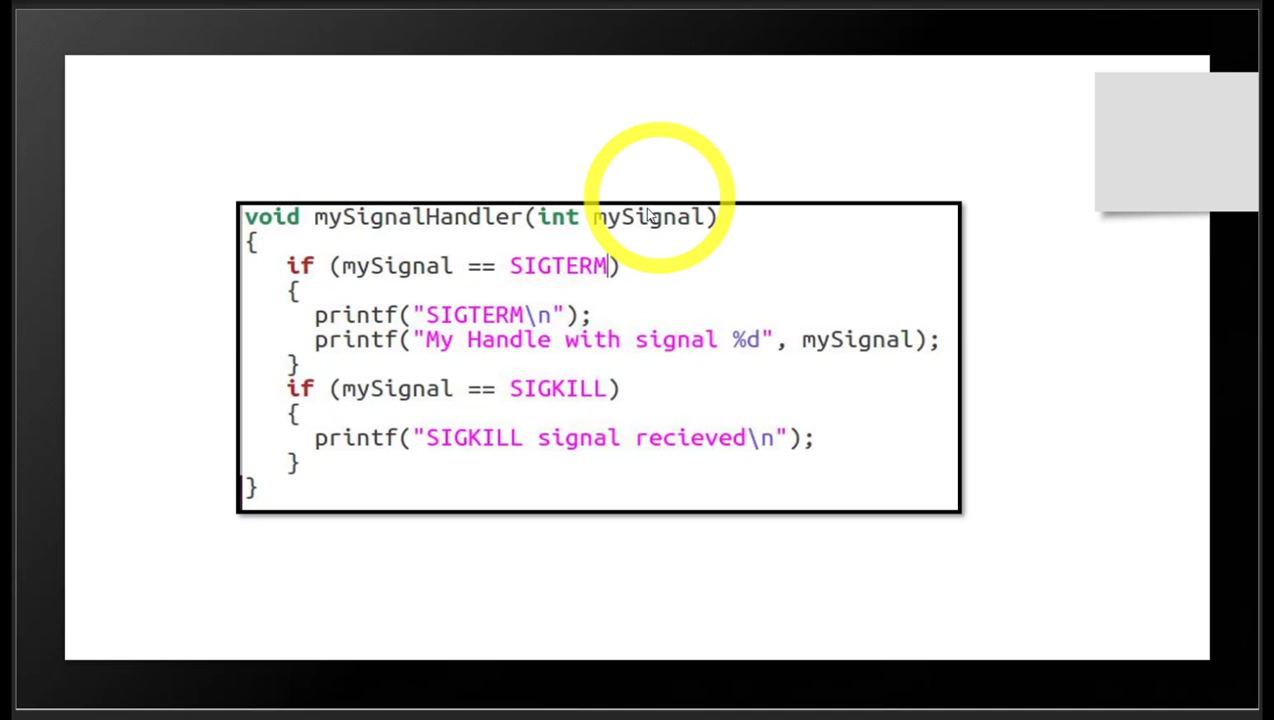 void mySignalHandler(int mySignal)
{
if (mySignal == SIGTERM)
{
printf("SIGTERM\n");
printf("My Handle with signal %d", mySignal);
}
if (mySignal == SIGKILL)
{
printf("SIGKILL signal recieved\n");
}
}